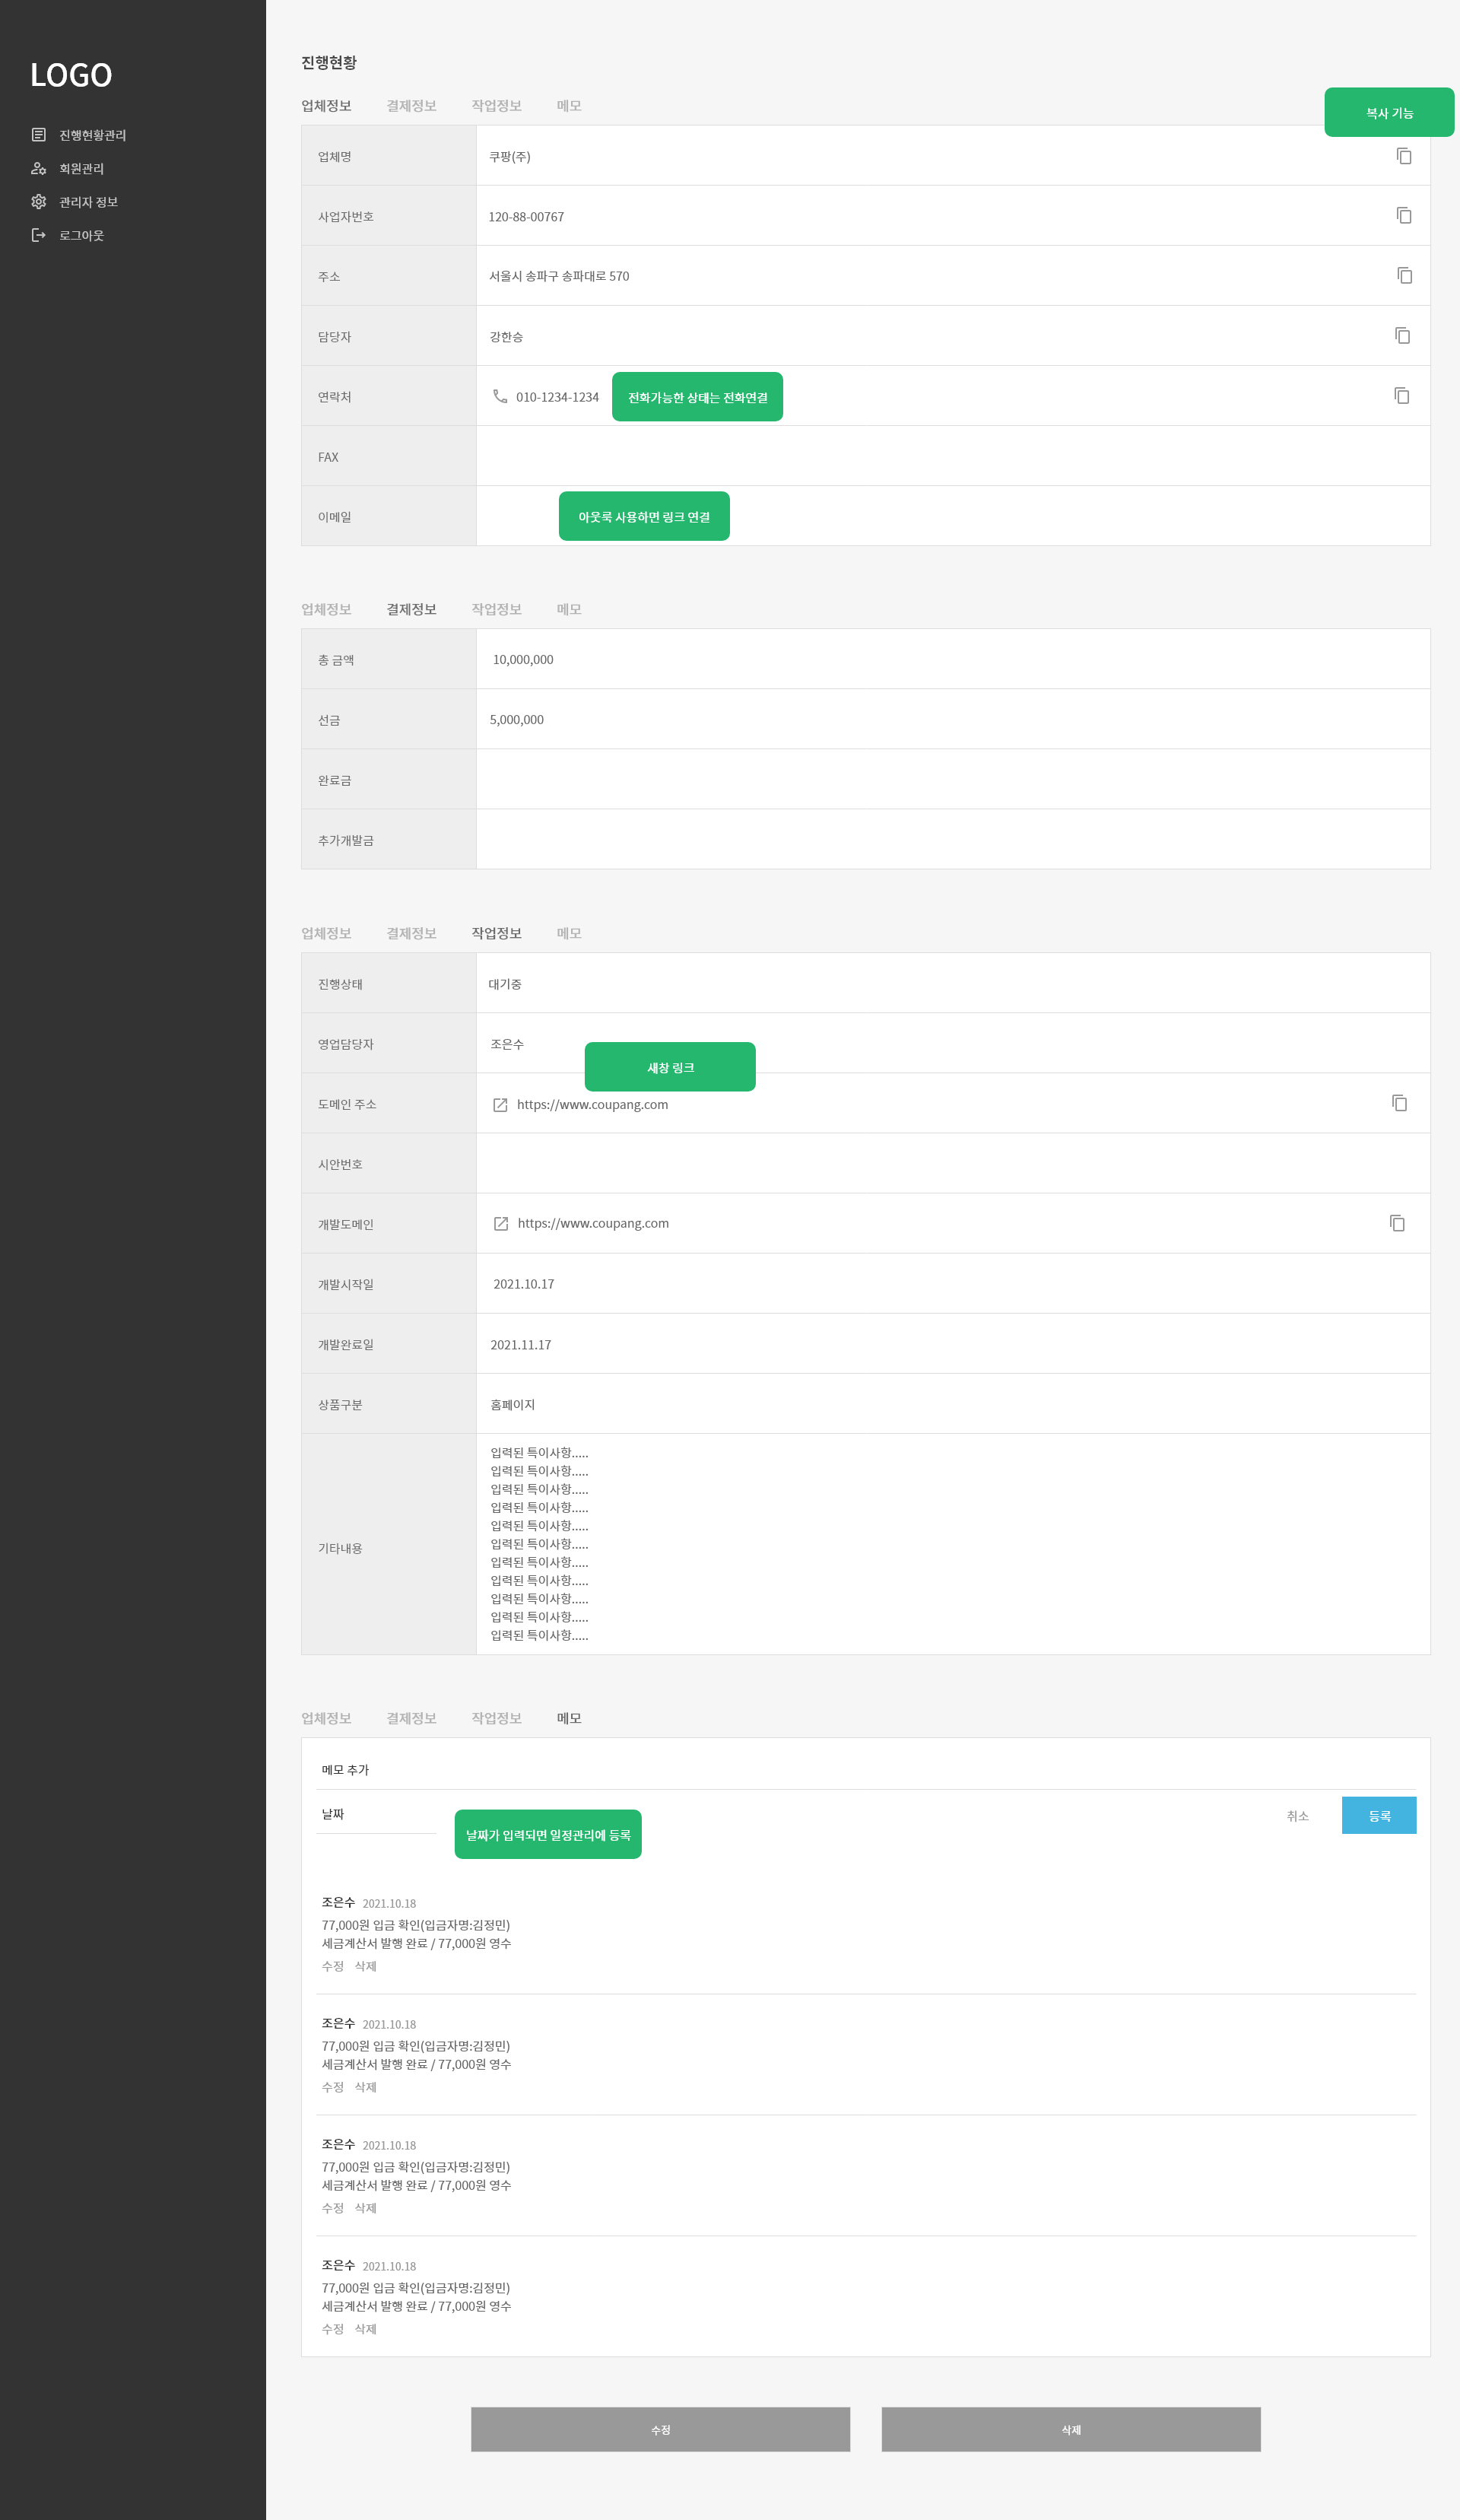 LOGO
진행현황관리
회원관리
관리자 정보
로그아웃
진행현황
업체정보 결제정보 작업정보 메모
복사 기능
업체명 쿠팡(주)
사업자번호 120-88-00767
주소 서울시 송파구 송파대로 570
담당자 강한승
연락처 010-1234-1234 전화가능한 상태는 전화연결
FAX
이메일 아웃룩 사용하면 링크 연결
업체정보 결제정보 작업정보 메모
총 금액 10,000,000
선금 5,000,000
완료금
추가개발금
업체정보 결제정보 작업정보 메모
진행상태 대기중
영업담당자 조은수
새창 링크
도메인 주소 https://www.coupang.com
시안번호
개발도메인 https://www.coupang.com
개발시작일 2021.10.17
개발완료일 2021.11.17
상품구분 홈페이지
기타내용
입력된 특이사항.....
입력된 특이사항.....
입력된 특이사항.....
입력된 특이사항.....
입력된 특이사항.....
입력된 특이사항.....
입력된 특이사항.....
입력된 특이사항.....
입력된 특이사항.....
입력된 특이사항.....
입력된 특이사항.....
업체정보 결제정보 작업정보 메모
메모 추가
날짜 날짜가 입력되면 일정관리에 등록 취소 등록
조은수 2021.10.18
77,000원 입금 확인(입금자명:김정민)
세금계산서 발행 완료 / 77,000원 영수
수정 삭제
조은수 2021.10.18
77,000원 입금 확인(입금자명:김정민)
세금계산서 발행 완료 / 77,000원 영수
수정 삭제
조은수 2021.10.18
77,000원 입금 확인(입금자명:김정민)
세금계산서 발행 완료 / 77,000원 영수
수정 삭제
조은수 2021.10.18
77,000원 입금 확인(입금자명:김정민)
세금계산서 발행 완료 / 77,000원 영수
수정 삭제
수정 삭제